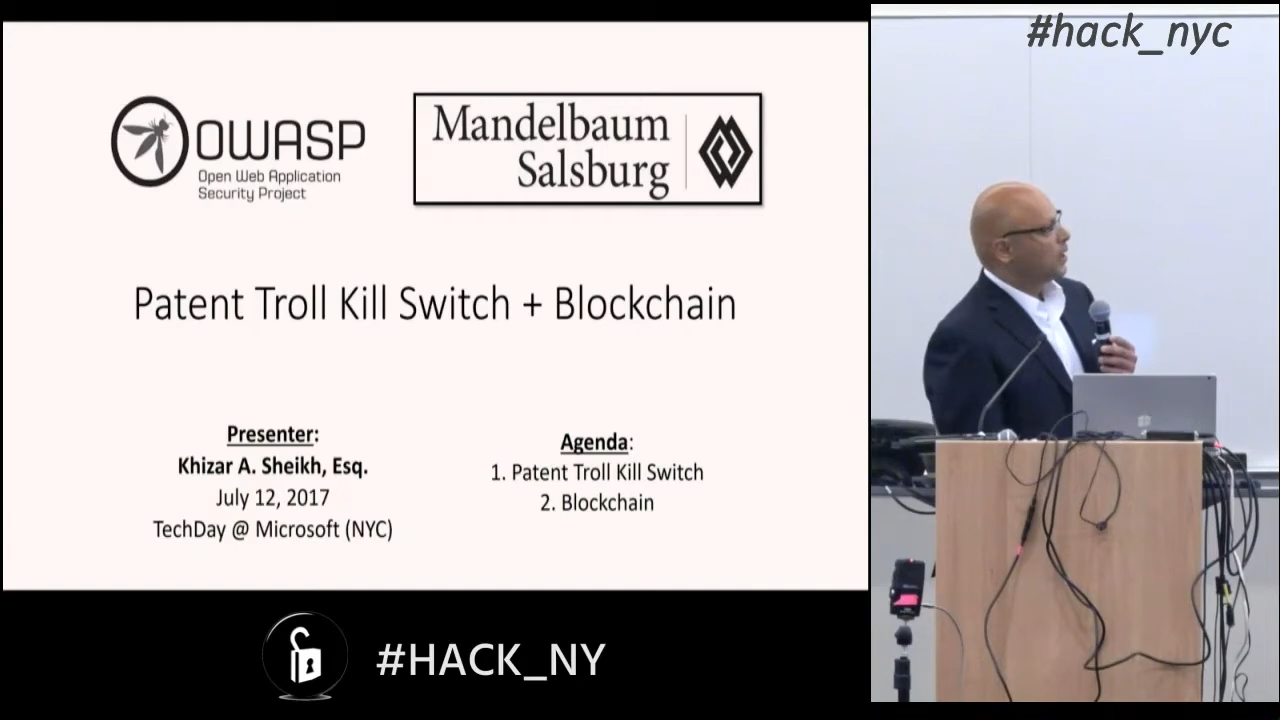 #hack_nyc
OWASP
Open Web Application
Security Project
Mandelbaum
Salsburg
Patent Troll Kill Switch + Blockchain
Presenter:
Khizar A. Sheikh, Esq.
July 12, 2017
TechDay @ Microsoft (NYC)
Agenda:
1. Patent Troll Kill Switch
2. Blockchain
#HACK_NY